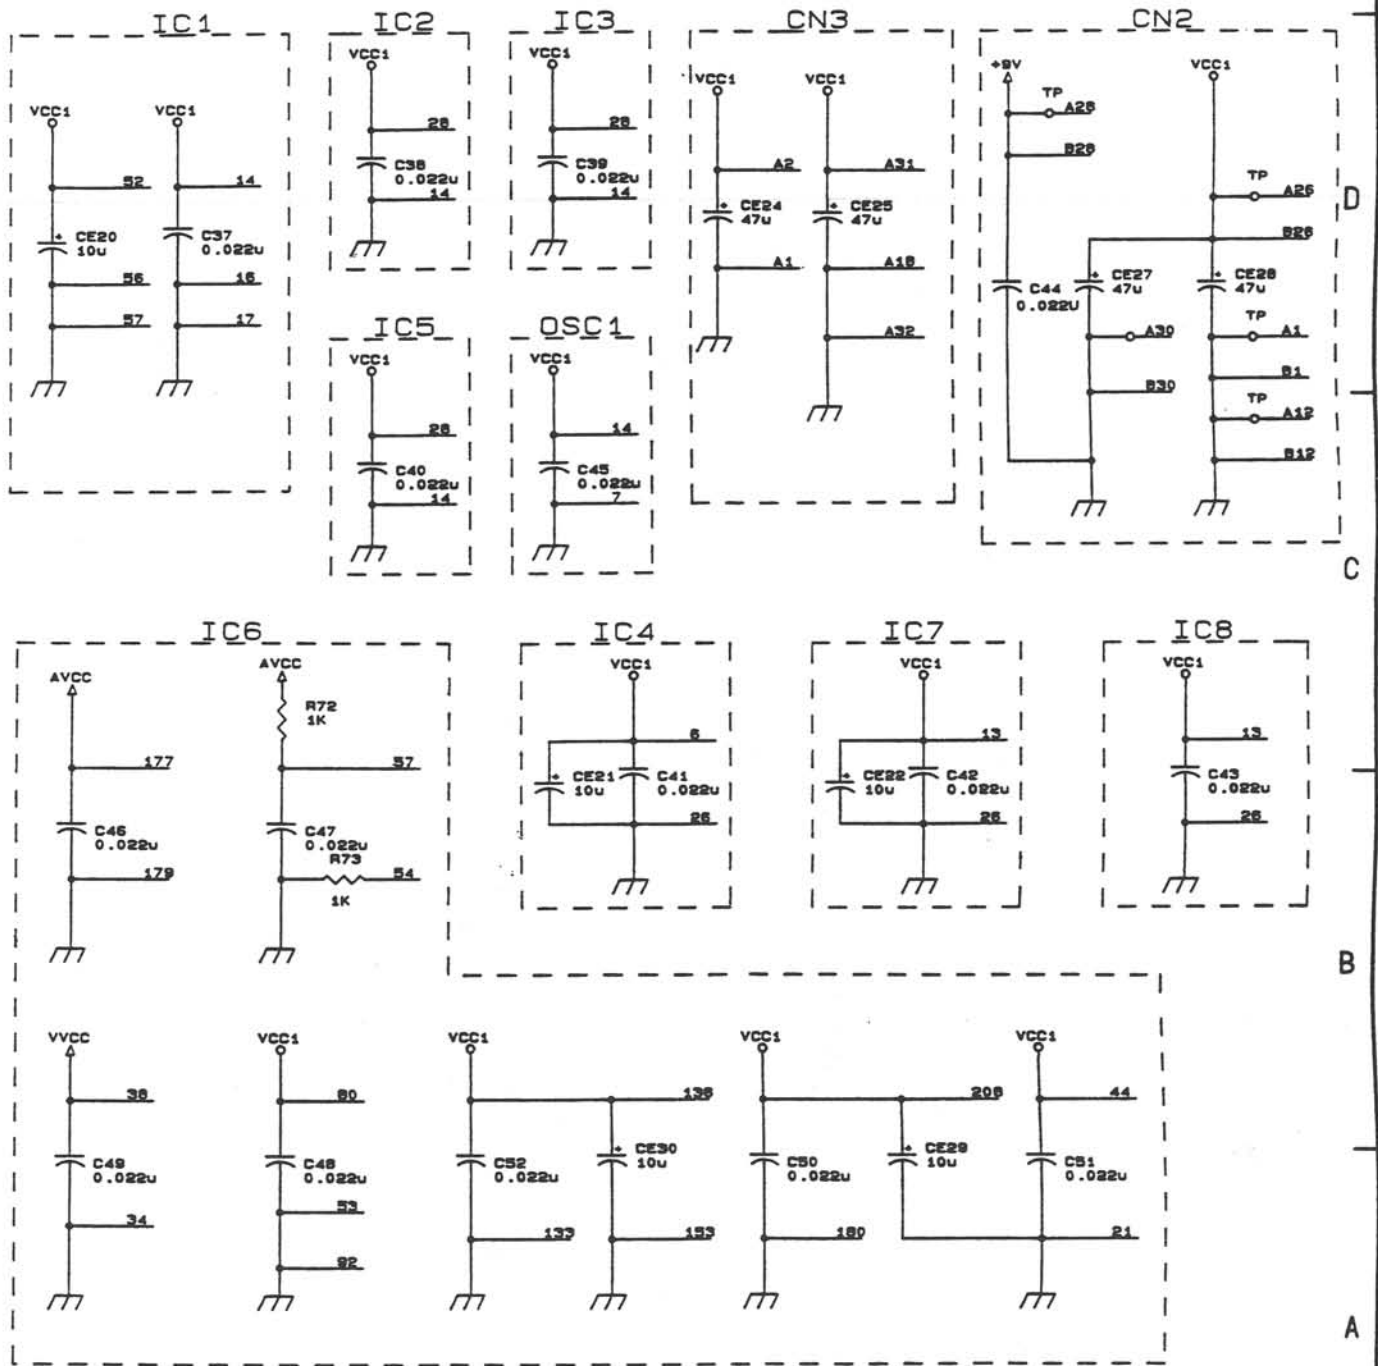 IC1
VCC1
VCC1
52
14
CE20
10u
C37
0.022u
56
16
57
17
IC2
VCC1
28
C38
0.022u
14
IC3
VCC1
28
C39
0.022u
14
CN3
VCC1
VCC1
A2
A31
CE24
47u
CE25
47u
A1
A18
A32
CN2
+9V
VCC1
TP
A28
B28
TP
A26
B26
C44
0.022U
CE27
47u
CE28
47u
A30
TP
A1
B1
B30
TP
A12
B12
D
IC5
VCC1
28
C40
0.022u
14
OSC1
VCC1
14
C45
0.022u
7
C
IC6
AVCC
AVCC
R72
1K
177
57
C46
0.022u
C47
0.022u
R73
179
54
1K
IC4
VCC1
6
CE21
10u
C41
0.022u
26
IC7
VCC1
13
CE22
10u
C42
0.022u
26
IC8
VCC1
13
C43
0.022u
26
B
VVCC
VCC1
VCC1
VCC1
VCC1
38
80
136
208
44
C49
0.022u
C48
0.022u
C52
0.022u
CE30
10u
C50
0.022u
CE29
10u
C51
0.022u
34
53
133
153
180
21
92
A